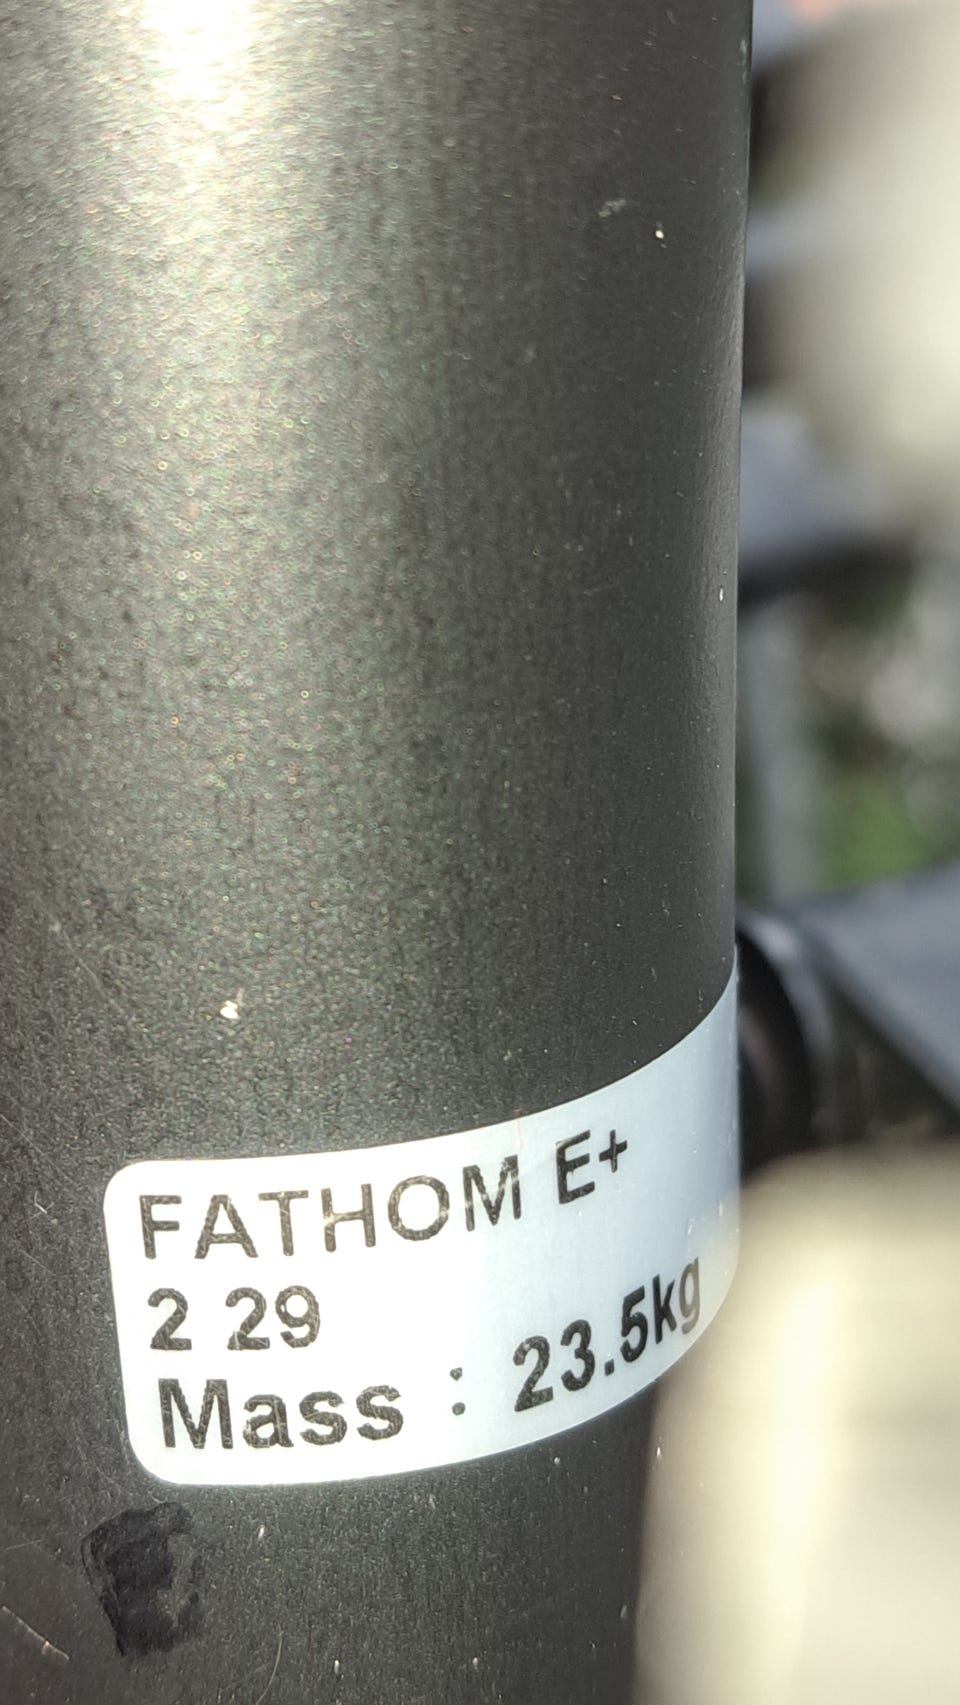 FATHOM E+
2 29
Mass : 23.5kg